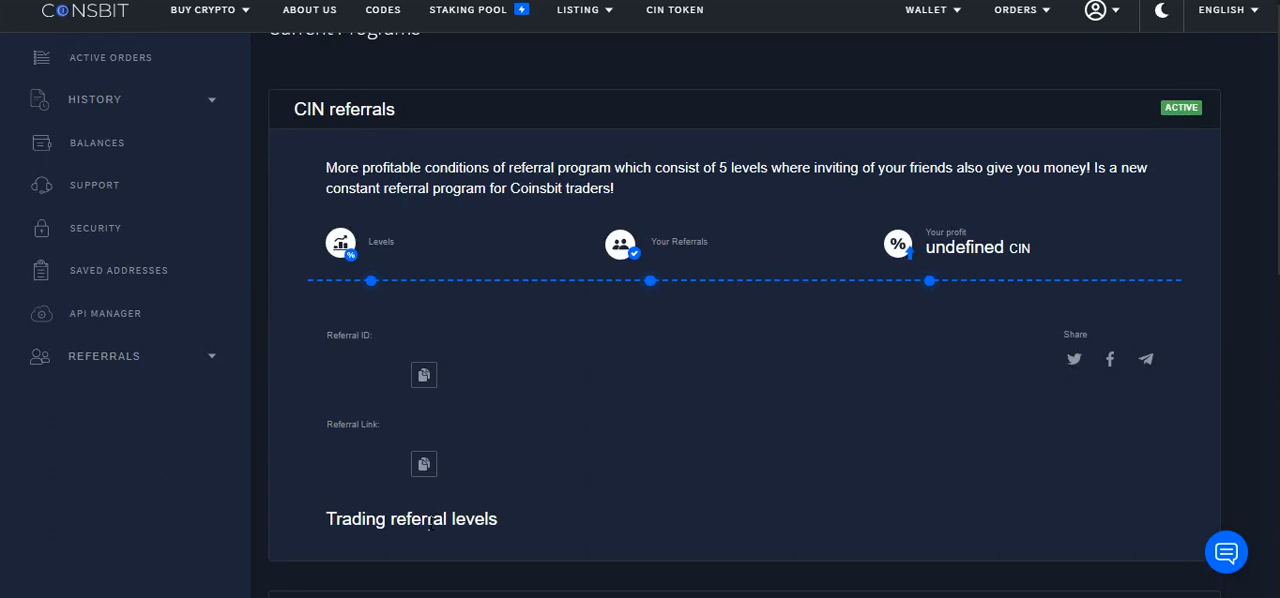 COINSBIT
BUY CRYPTO ABOUT US CODES STAKING POOL LISTING CIN TOKEN WALLET ORDERS ENGLISH
Current Programs
ACTIVE ORDERS
HISTORY
BALANCES
SUPPORT
SECURITY
SAVED ADDRESSES
API MANAGER
REFERRALS
CIN referrals
ACTIVE
More profitable conditions of referral program which consist of 5 levels where inviting of your friends also give you money! Is a new
constant referral program for Coinsbit traders!
Levels
Your Referrals
Your profit
undefined CIN
Referral ID:
Share
Referral Link:
Trading referral levels